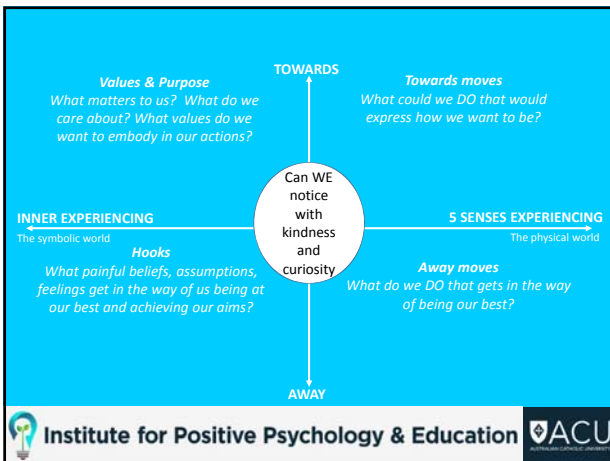 TOWARDS
Values & Purpose
What matters to us? What do we
care about? What values do we
want to embody in our actions?
Towards moves
What could we DO that would
express how we want to be?
Can WE
notice
with
kindness
and
curiosity
INNER EXPERIENCING
The symbolic world
5 SENSES EXPERIENCING
The physical world
Hooks
What painful beliefs, assumptions,
feelings get in the way of us being at
our best and achieving our aims?
Away moves
What do we DO that gets in the way
of being our best?
AWAY
Institute for Positive Psychology & Education
ACU
AUSTRALIAN CATHOLIC UNIVERSITY